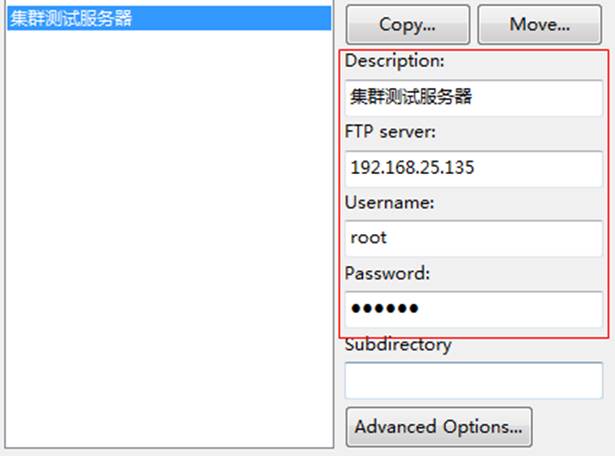 集群测试服务器
Copy... Move...
Description:
集群测试服务器
FTP server:
192.168.25.135
Username:
root
Password:
●●●●●●
Subdirectory
Advanced Options...